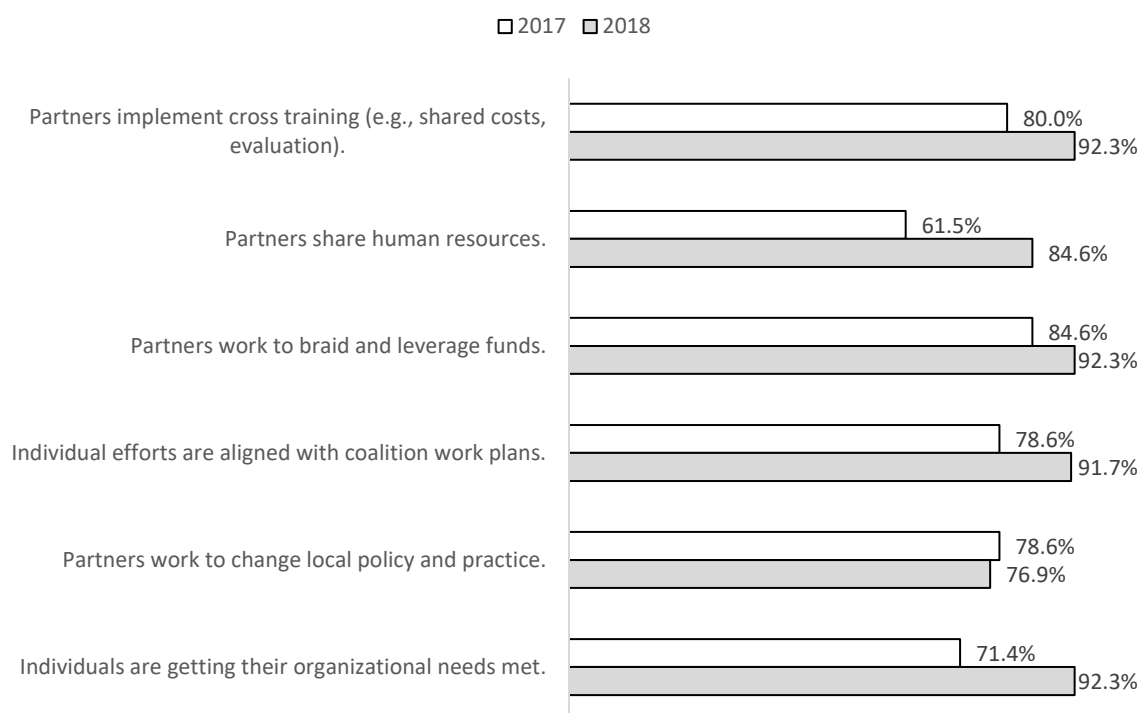 2017 2018
Partners implement cross training (e.g., shared costs,
evaluation).
80.0%
92.3%
Partners share human resources.
61.5%
84.6%
Partners work to braid and leverage funds.
84.6%
92.3%
Individual efforts are aligned with coalition work plans.
78.6%
91.7%
Partners work to change local policy and practice.
78.6%
76.9%
Individuals are getting their organizational needs met.
71.4%
92.3%